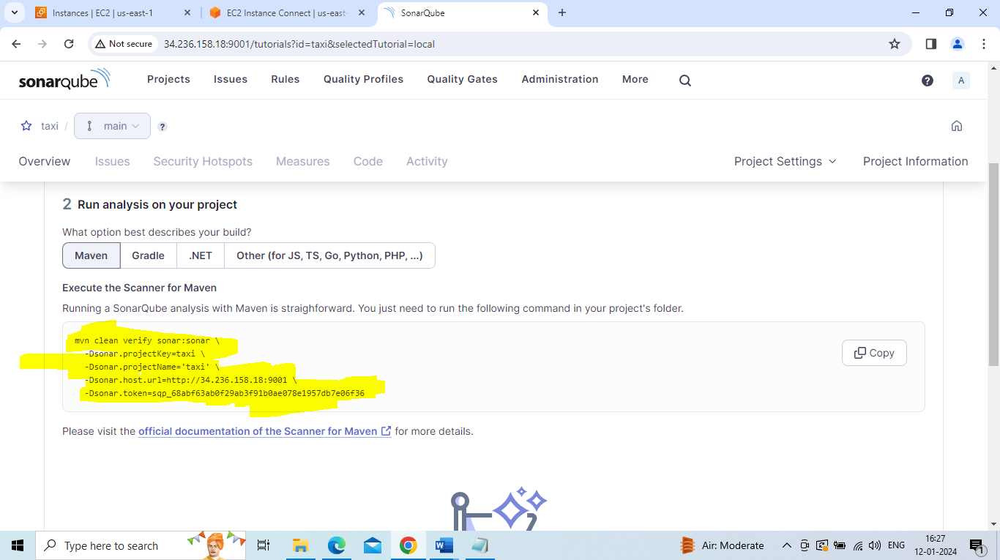 Instances | EC2 | us-east-1
EC2 Instance Connect | us-east-
SonarQube
Not secure
34.236.158.18:9001/tutorials?id=taxi&selectedTutorial=local
sonarqube
Projects Issues Rules Quality Profiles Quality Gates Administration More
? A
taxi / main ?
Overview Issues Security Hotspots Measures Code Activity Project Settings Project Information
2 Run analysis on your project
What option best describes your build?
Maven Gradle .NET Other (for JS, TS, Go, Python, PHP, ...)
Execute the Scanner for Maven
Running a SonarQube analysis with Maven is straighforward. You just need to run the following command in your project's folder.
mvn clean verify sonar:sonar \
-Dsonar.projectKey=taxi \
-Dsonar.projectName='taxi' \
-Dsonar.host.url=http://34.236.158.18:9001 \
-Dsonar.token=sqp_68abf63ab0f29ab3f91b0ae078e1957db7e06f36
Copy
Please visit the official documentation of the Scanner for Maven for more details.
Type here to search
Air: Moderate
ENG
16:27
12-01-2024
1